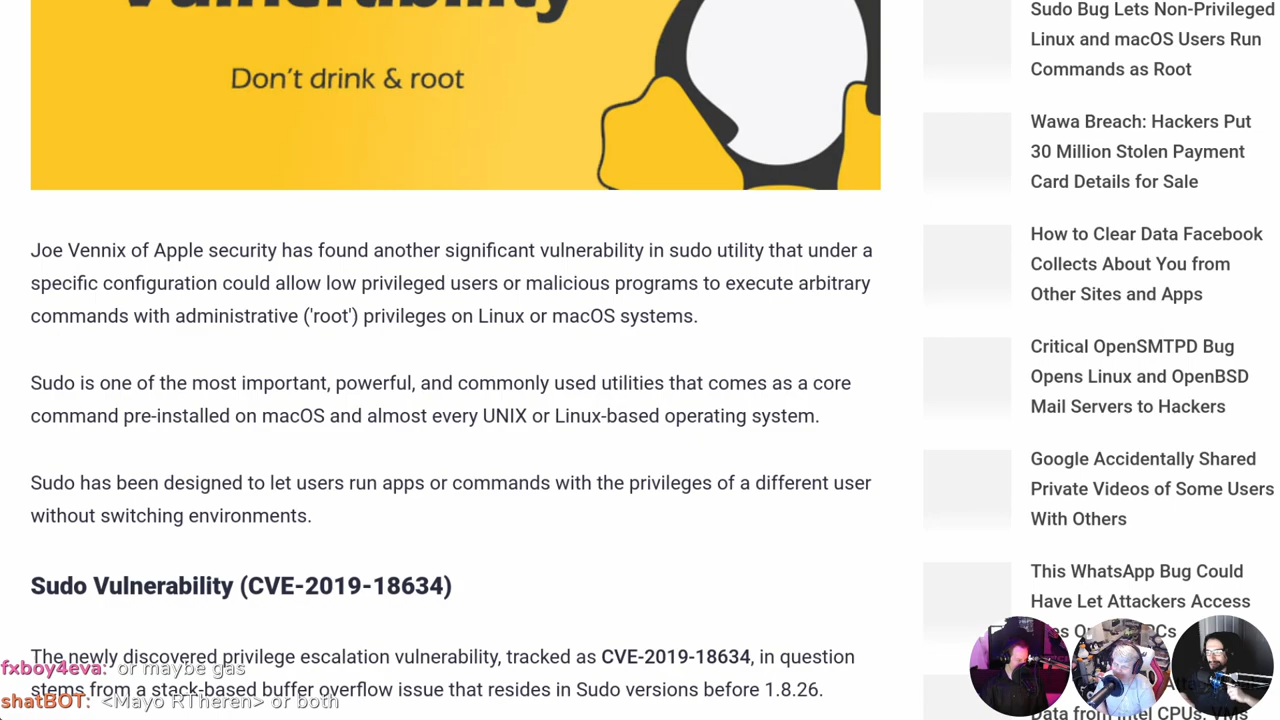 Vulnerability
Don't drink & root
Joe Vennix of Apple security has found another significant vulnerability in sudo utility that under a
specific configuration could allow low privileged users or malicious programs to execute arbitrary
commands with administrative ('root') privileges on Linux or macOS systems.
Sudo is one of the most important, powerful, and commonly used utilities that comes as a core
command pre-installed on macOS and almost every UNIX or Linux-based operating system.
Sudo has been designed to let users run apps or commands with the privileges of a different user
without switching environments.
Sudo Vulnerability (CVE-2019-18634)
The newly discovered privilege escalation vulnerability, tracked as CVE-2019-18634, in question
stems from a stack-based buffer overflow issue that resides in Sudo versions before 1.8.26.
fxboy4eva: or maybe gas
shatBOT: <Mayo RTheren> or both
Sudo Bug Lets Non-Privileged
Linux and macOS Users Run
Commands as Root
Wawa Breach: Hackers Put
30 Million Stolen Payment
Card Details for Sale
How to Clear Data Facebook
Collects About You from
Other Sites and Apps
Critical OpenSMTPD Bug
Opens Linux and OpenBSD
Mail Servers to Hackers
Google Accidentally Shared
Private Videos of Some Users
With Others
This WhatsApp Bug Could
Have Let Attackers Access
PCs
Data from Intel CPUs, VMs